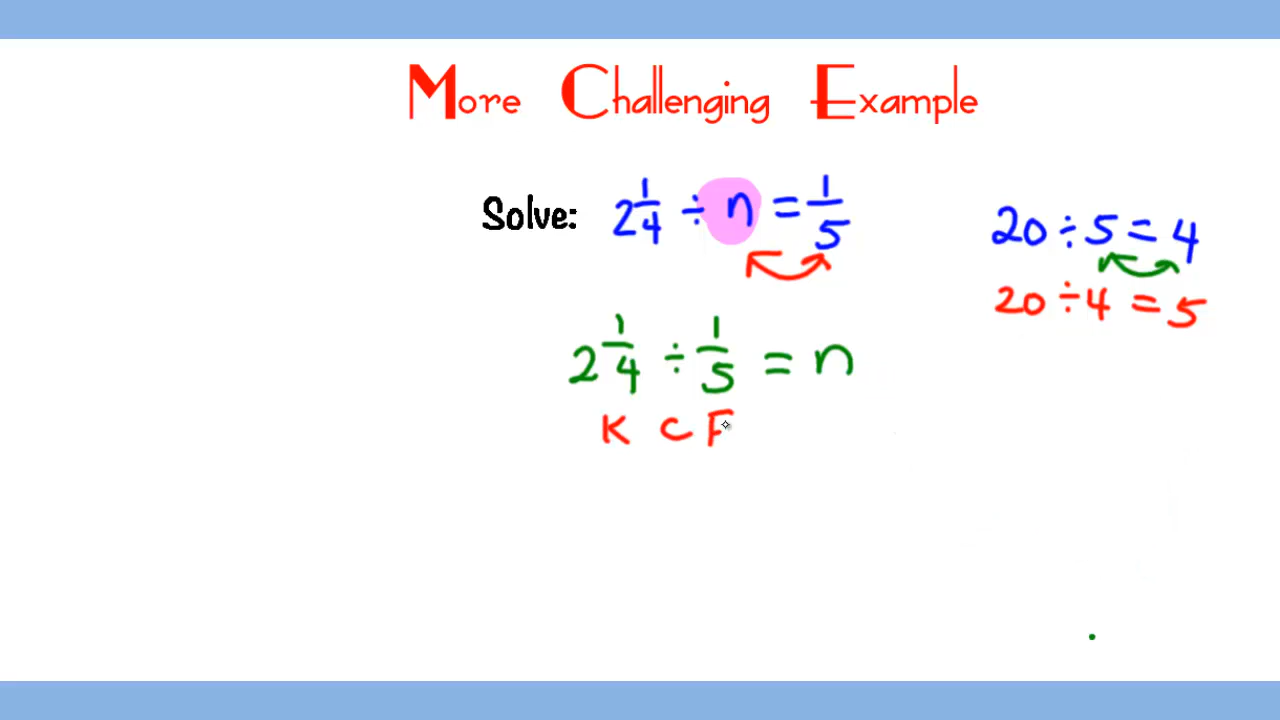 More Challenging Example
Solve: 2 1/4 ÷ n = 1/5
20 ÷ 5 = 4
20 ÷ 4 = 5
2 1/4 ÷ 1/5 = n
K C F